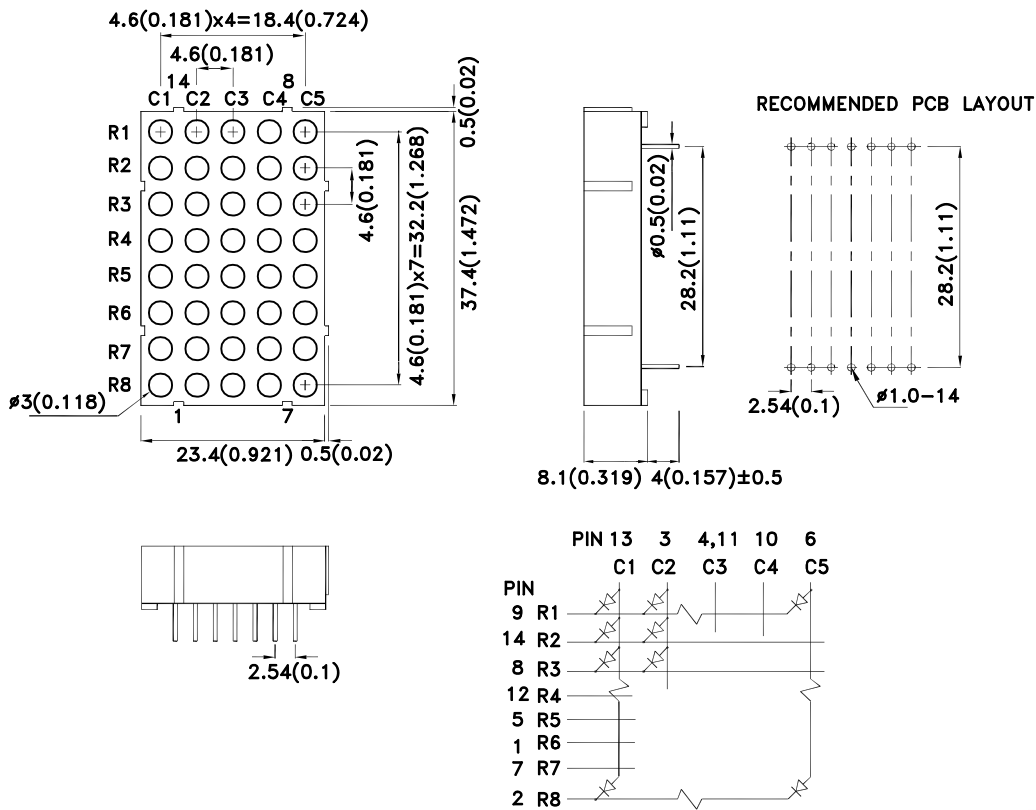 4.6(0.181)x4=18.4(0.724)
4.6(0.181)
14 8
C1 C2 C3 C4 C5
R1
R2
R3
R4
R5
R6
R7
R8
ø3(0.118)
1 7
23.4(0.921) 0.5(0.02)
4.6(0.181)
4.6(0.181)x7=32.2(1.268)
0.5(0.02)
37.4(1.472)
ø0.5(0.02)
28.2(1.11)
8.1(0.319) 4(0.157)±0.5
RECOMMENDED PCB LAYOUT
28.2(1.11)
2.54(0.1)
ø1.0-14
2.54(0.1)
PIN 13 3 4,11 10 6
C1 C2 C3 C4 C5
PIN
9 R1
14 R2
8 R3
12 R4
5 R5
1 R6
7 R7
2 R8